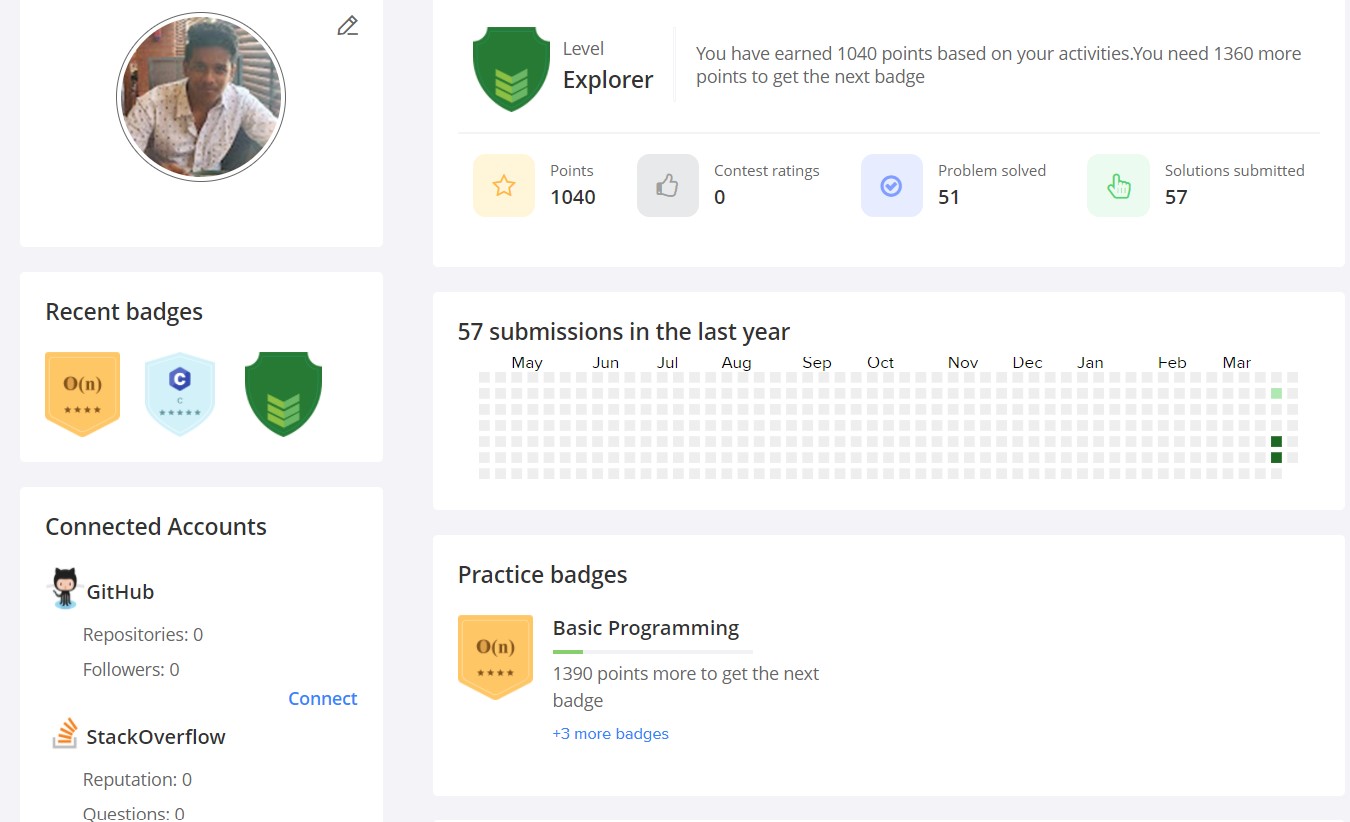 Level
Explorer
You have earned 1040 points based on your activities.You need 1360 more
points to get the next badge
Points
1040
Contest ratings
0
Problem solved
51
Solutions submitted
57
Recent badges
O(n)
★★★★
C
C
★★★★★
57 submissions in the last year
May Jun Jul Aug Sep Oct Nov Dec Jan Feb Mar
Connected Accounts
GitHub
Repositories: 0
Followers: 0
Connect
StackOverflow
Reputation: 0
Questions: 0
Practice badges
O(n)
★★★★
Basic Programming
1390 points more to get the next
badge
+3 more badges